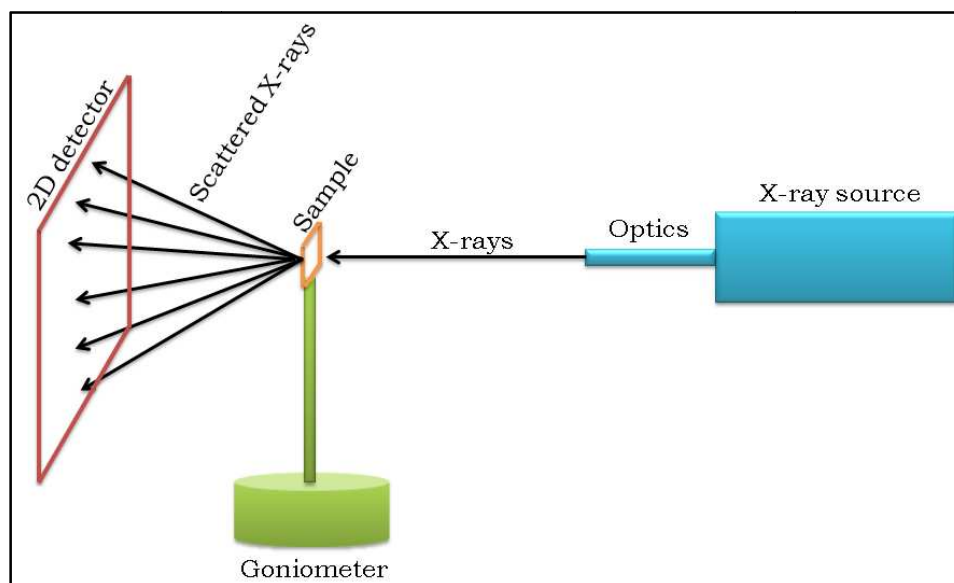 2D detector
Scattered X-rays
Sample
X-rays
Optics
X-ray source
Goniometer